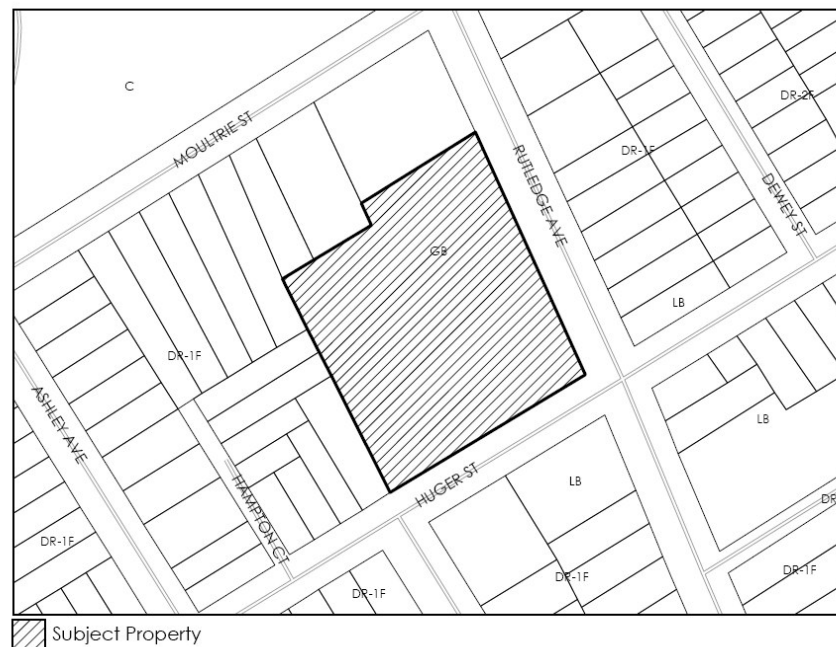 C
MOULTRIE ST
DR-2F
DR-1F
RUTLEDGE AVE
DEWEY ST
GB
LB
DR-1F
ASHLEY AVE
LB
HUGER ST
LB
HAMPTON CT
DR
DR-1F
DR-1F
DR-1F
DR-1F
Subject Property